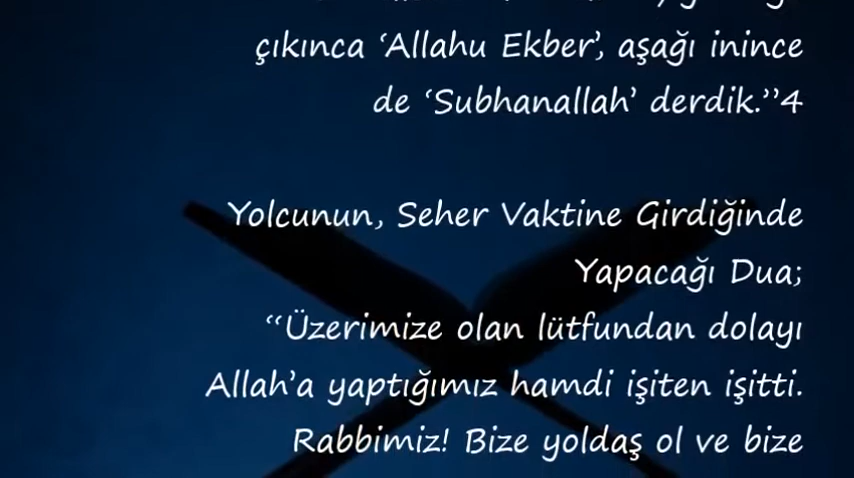 çıkınca ‘Allahu Ekber’, aşağı inince
de ‘Subhanallah’ derdik.”4
Yolcunun, Seher Vaktine Girdiğinde
Yapacağı Dua;
“Üzerimize olan lütfundan dolayı
Allah’a yaptığımız hamdi işiten işitti.
Rabbimiz! Bize yoldaş ol ve bize